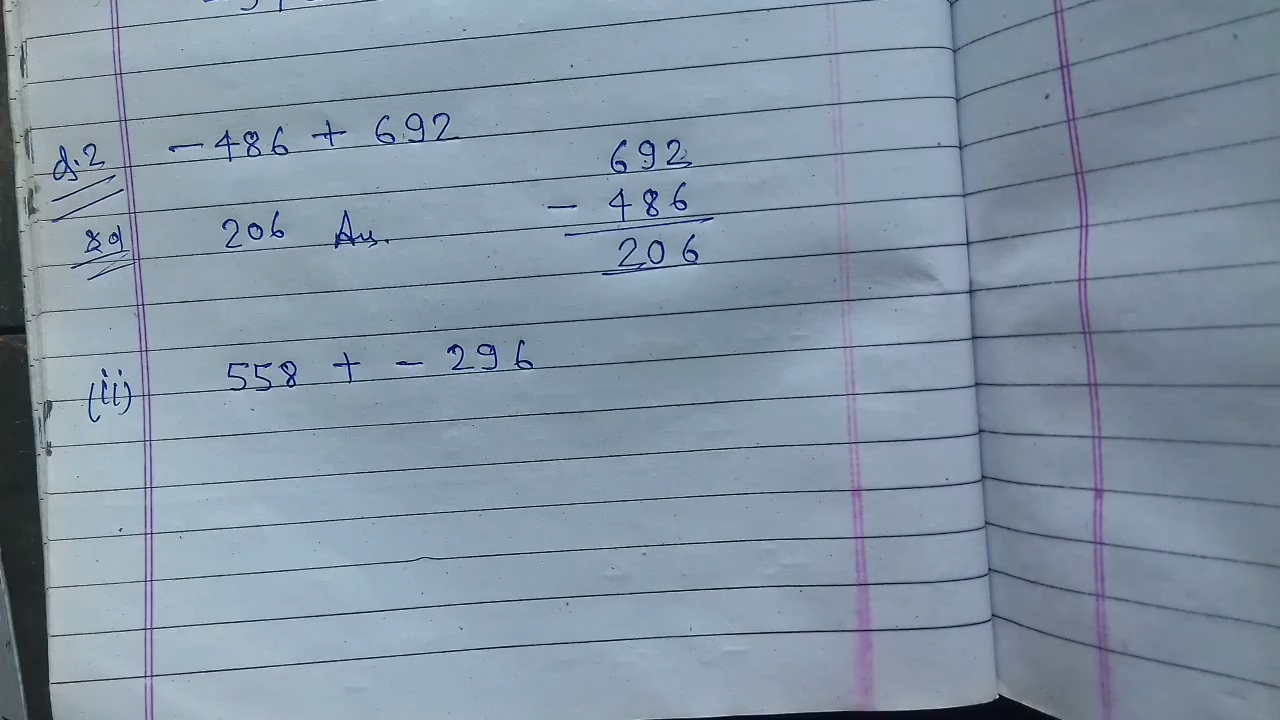 Q.2 - 486 + 692
692
- 486
Sol 206 Ans.
206
(ii) 558 + - 296